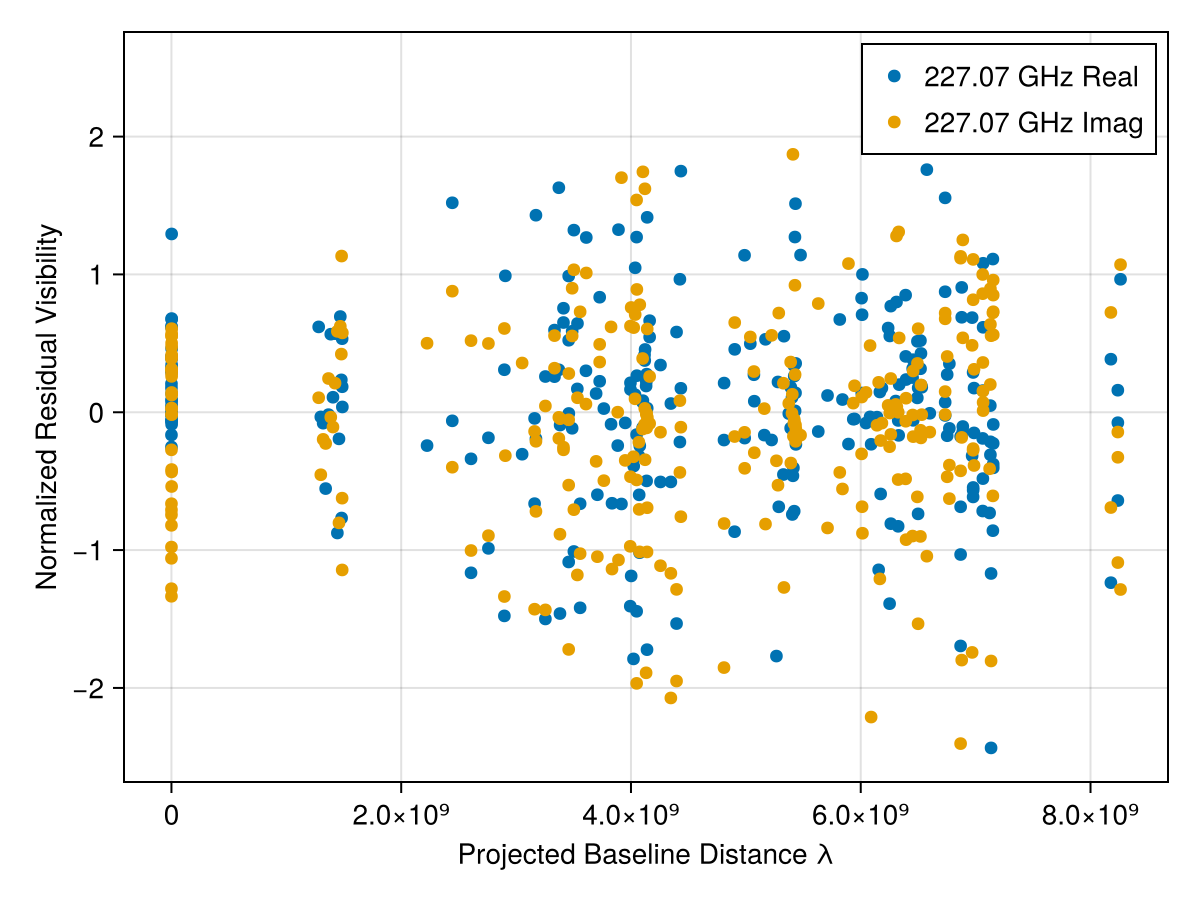 227.07 GHz Real
227.07 GHz Imag
2
1
0
−1
−2
Normalized Residual Visibility
0
2.0×10⁹
4.0×10⁹
6.0×10⁹
8.0×10⁹
Projected Baseline Distance λ